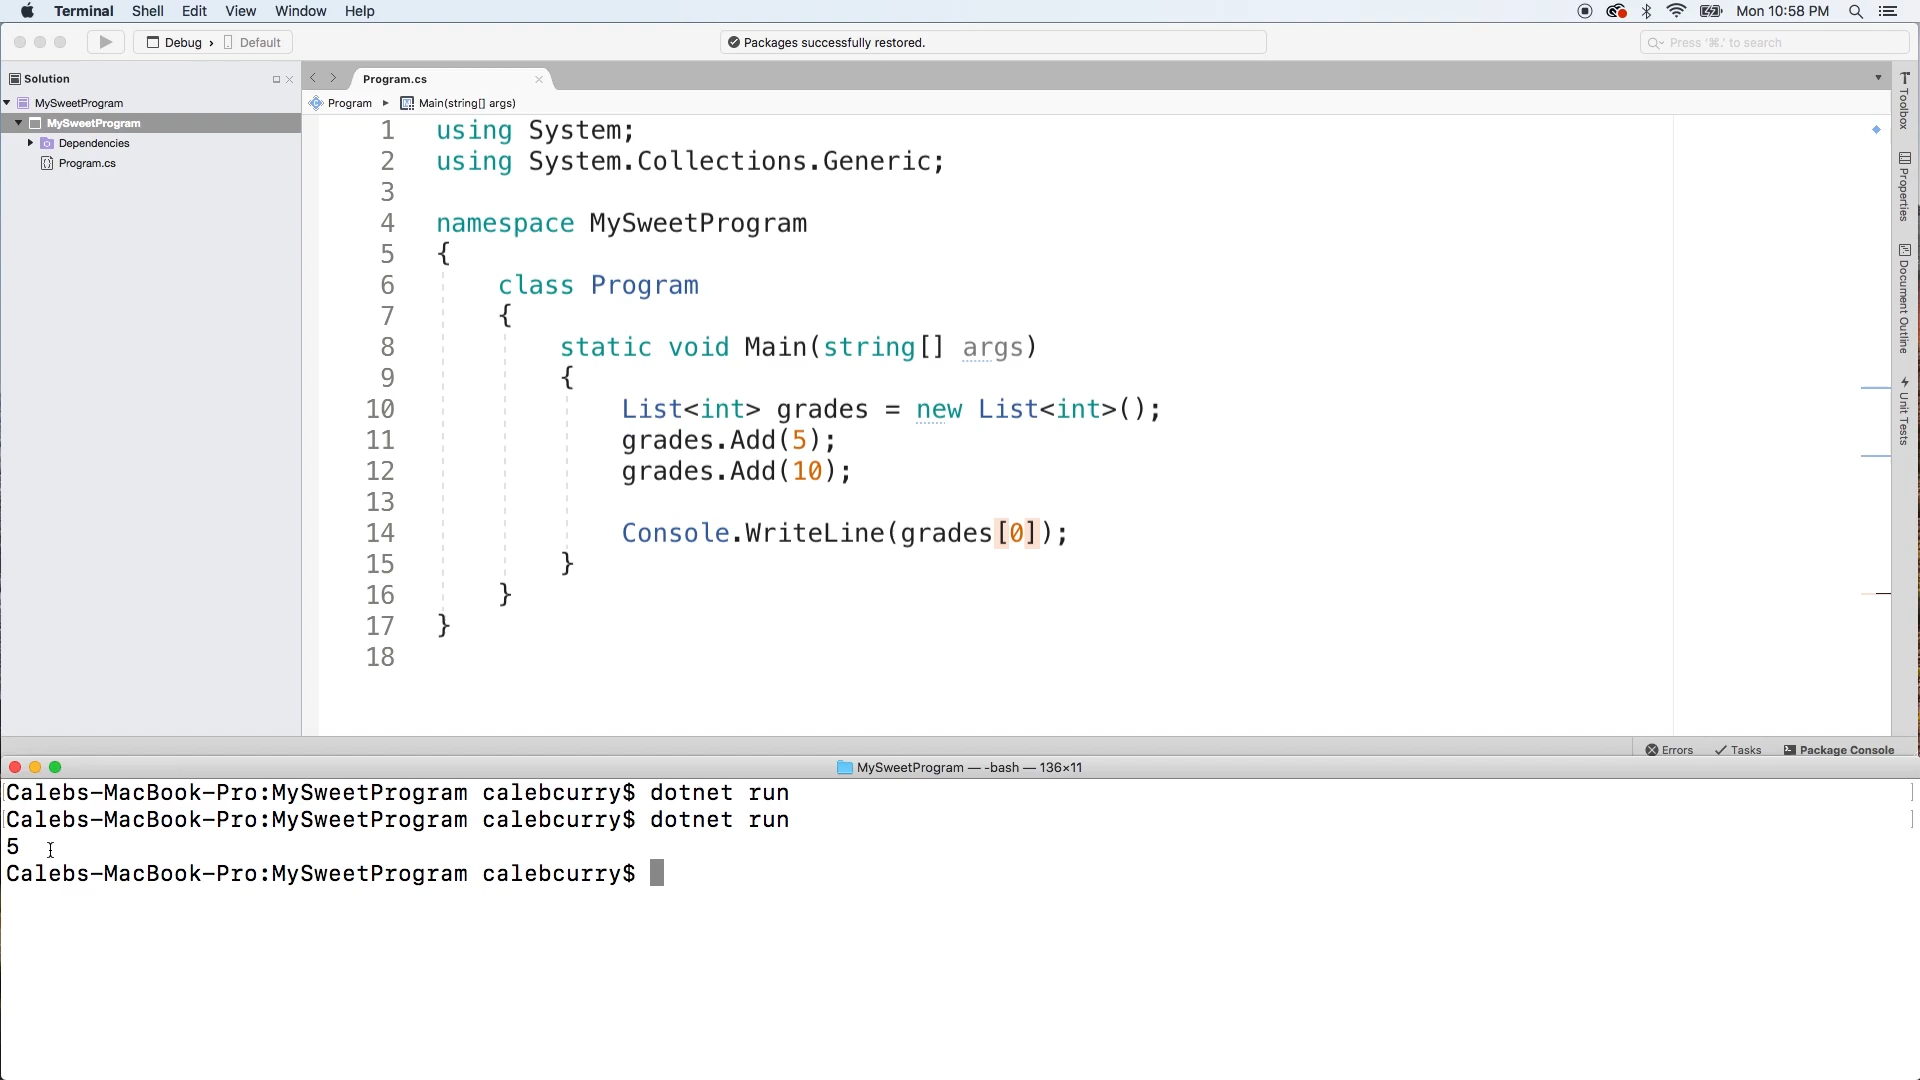 Terminal Shell Edit View Window Help Mon 10:58 PM
Debug › Default Packages successfully restored. Press '⌘.' to search
Solution
MySweetProgram
MySweetProgram
Dependencies
Program.cs
Program.cs
Program ▸ Main(string[] args)
1 using System;
2 using System.Collections.Generic;
3
4 namespace MySweetProgram
5 {
6 class Program
7 {
8 static void Main(string[] args)
9 {
10 List<int> grades = new List<int>();
11 grades.Add(5);
12 grades.Add(10);
13
14 Console.WriteLine(grades[0]);
15 }
16 }
17 }
18
Toolbox
Properties
Document Outline
Unit Tests
Errors Tasks Package Console
MySweetProgram — -bash — 136×11
[Calebs-MacBook-Pro:MySweetProgram calebcurry$ dotnet run ]
[Calebs-MacBook-Pro:MySweetProgram calebcurry$ dotnet run ]
5
Calebs-MacBook-Pro:MySweetProgram calebcurry$